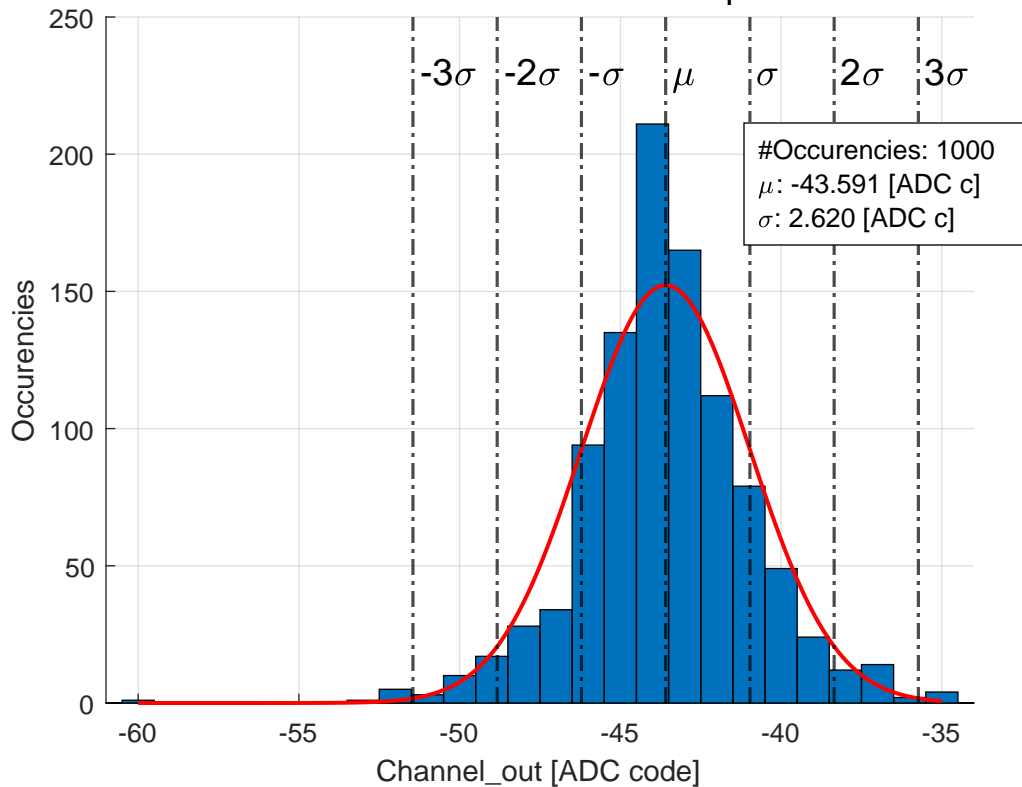 250
200
150
100
50
0
-3σ -2σ -σ μ σ 2σ 3σ
#Occurencies: 1000
μ: -43.591 [ADC c]
σ: 2.620 [ADC c]
Occurencies
-60 -55 -50 -45 -40 -35
Channel_out [ADC code]